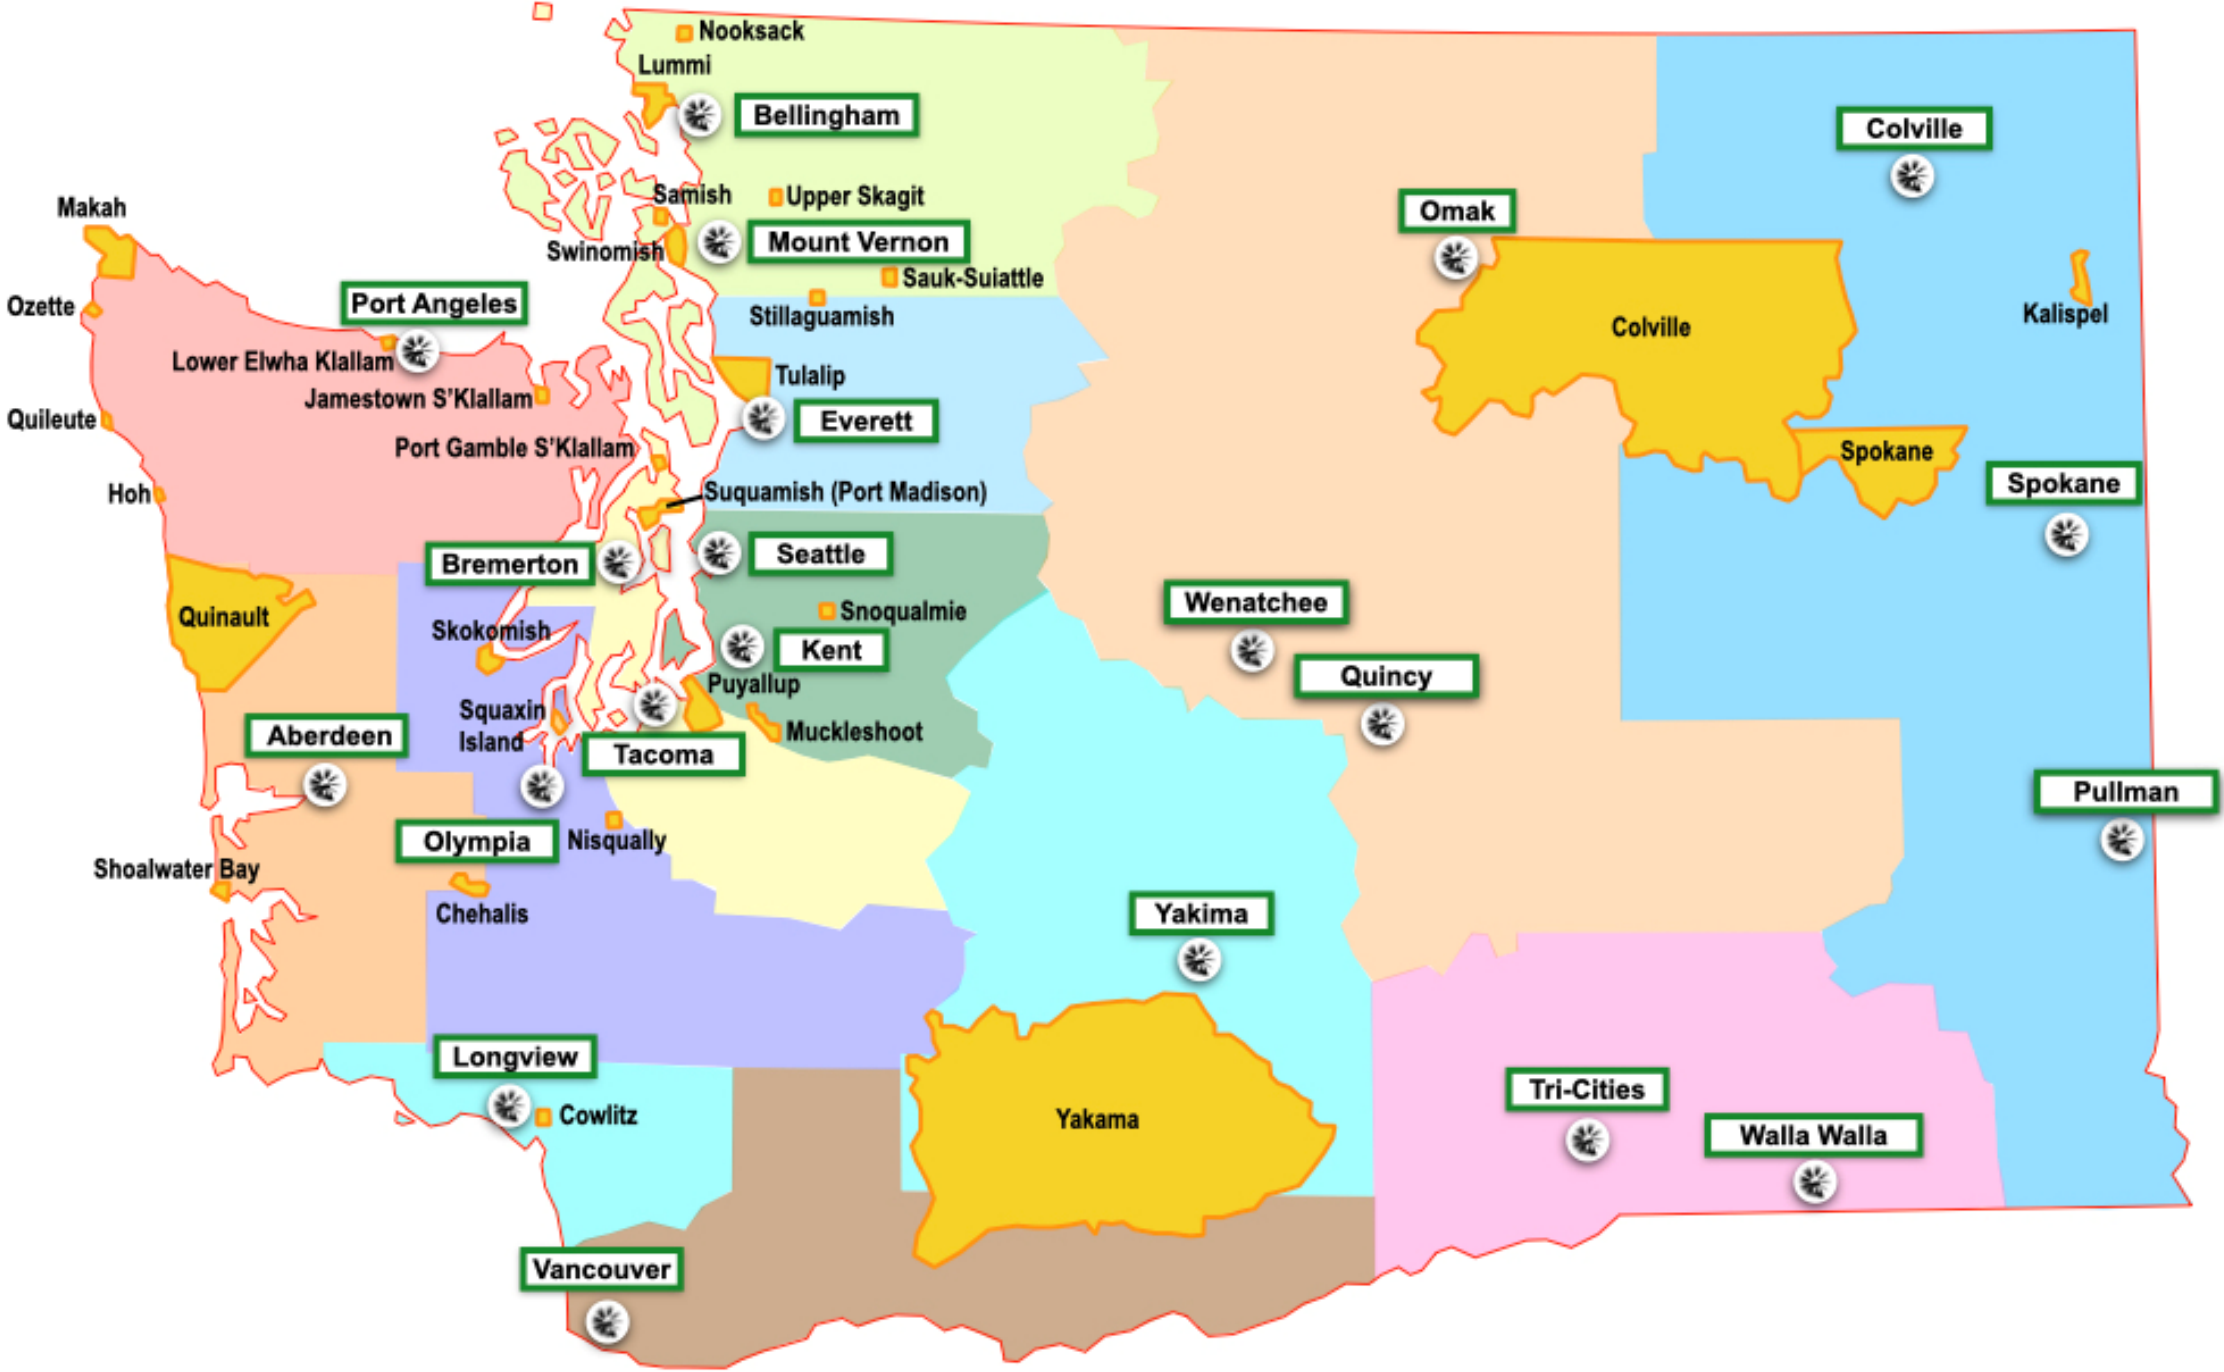 Nooksack
Lummi
Bellingham
Colville
Samish
Upper Skagit
Makah
Omak
Mount Vernon
Swinomish
Sauk-Suiattle
Port Angeles
Ozette
Stillaguamish
Kalispel
Colville
Lower Elwha Klallam
Tulalip
Jamestown S'Klallam
Quileute
Everett
Port Gamble S'Klallam
Spokane
Spokane
Hoh
Suquamish (Port Madison)
Bremerton
Seattle
Wenatchee
Snoqualmie
Quinault
Skokomish
Kent
Quincy
Puyallup
Squaxin
Island
Muckleshoot
Aberdeen
Tacoma
Pullman
Olympia
Nisqually
Shoalwater Bay
Chehalis
Yakima
Longview
Tri-Cities
Cowlitz
Yakama
Walla Walla
Vancouver